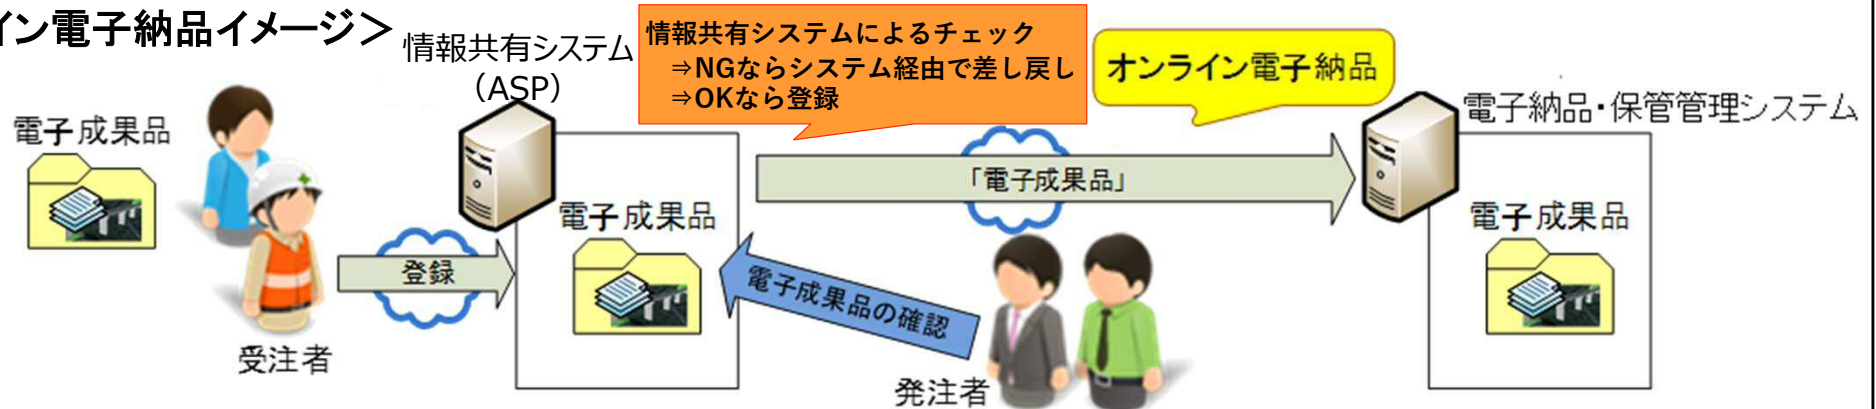 イン電子納品イメージ＞
情報共有システム
（ASP）
情報共有システムによるチェック
⇒NGならシステム経由で差し戻し
⇒OKなら登録
オンライン電子納品
電子納品・保管管理システム
電子成果品
「電子成果品」
電子成果品
電子成果品
登録
電子成果品の確認
受注者
発注者